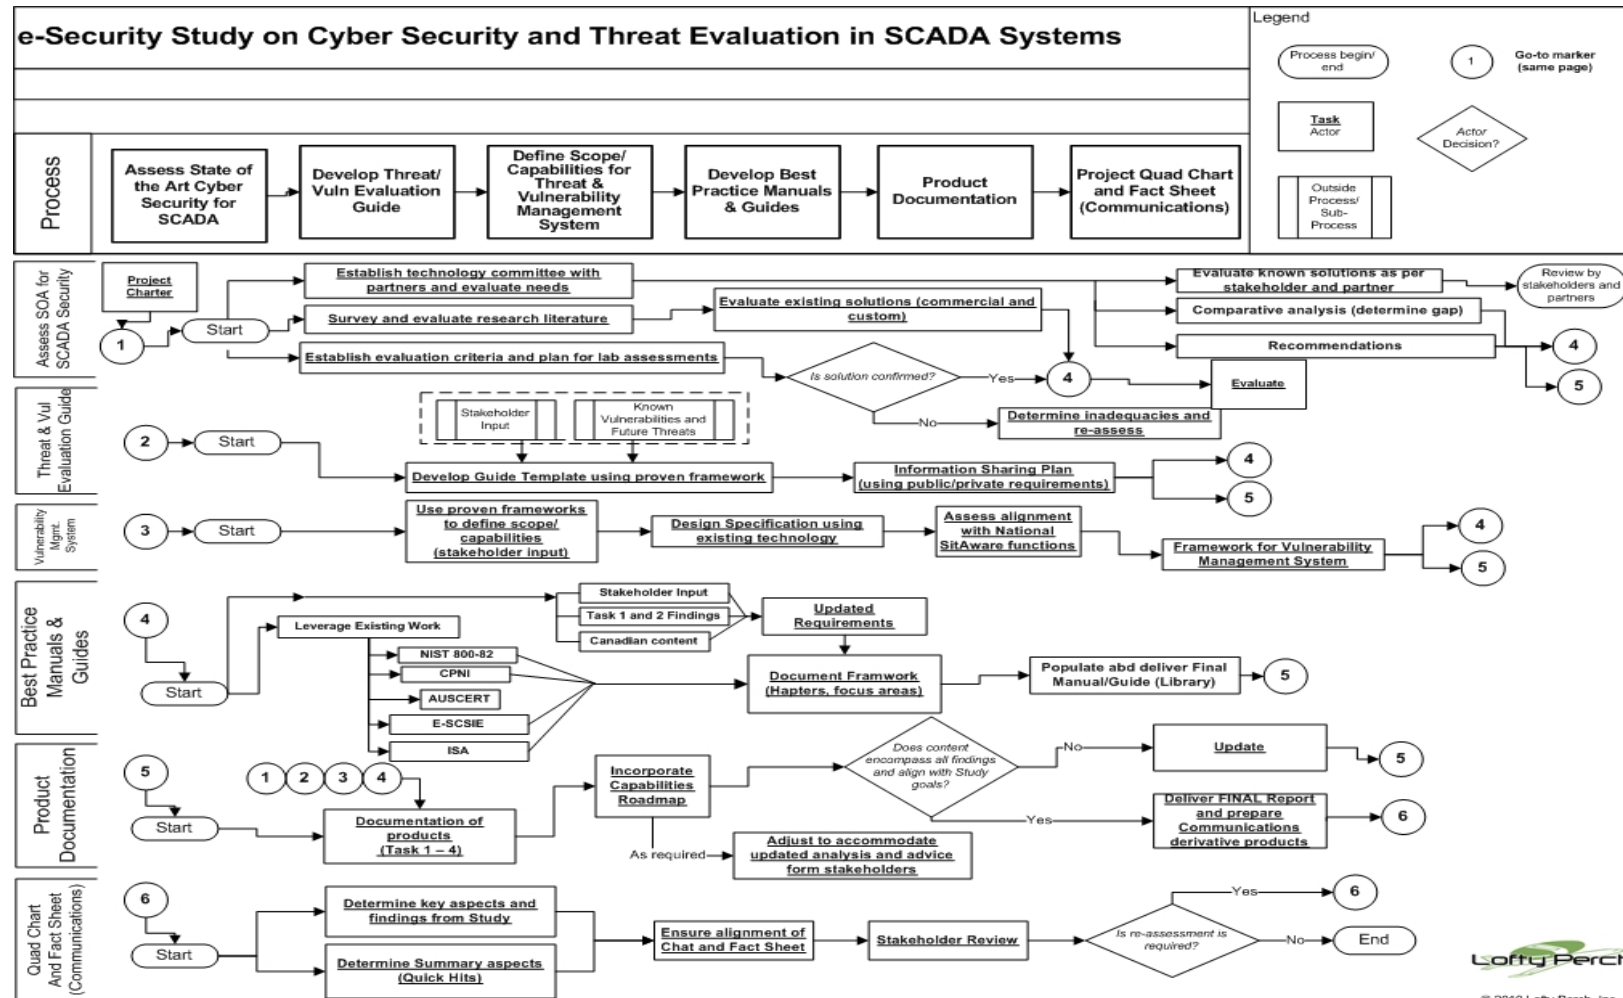 e-Security Study on Cyber Security and Threat Evaluation in SCADA Systems
Legend
Process begin/
end
1
Go-to marker
(same page)
Task
Actor
Actor
Decision?
Outside
Process/
Sub-
Process
Process
Assess State of
the Art Cyber
Security for
SCADA
Develop Threat/
Vuln Evaluation
Guide
Define Scope/
Capabilities for
Threat &
Vulnerability
Management
System
Develop Best
Practice Manuals
& Guides
Product
Documentation
Project Quad Chart
and Fact Sheet
(Communications)
Assess SOA for
SCADA Security
Project
Charter
1
Start
Establish technology committee with
partners and evaluate needs
Survey and evaluate research literature
Establish evaluation criteria and plan for lab assessments
Evaluate existing solutions (commercial and
custom)
Is solution confirmed?
Yes
4
No
Determine inadequacies and
re-assess
Evaluate
Evaluate known solutions as per
stakeholder and partner
Comparative analysis (determine gap)
Recommendations
Review by
stakeholders and
partners
4
5
Threat & Vul
Evaluation Guide
2
Start
Stakeholder
Input
Known
Vulnerabilities and
Future Threats
Develop Guide Template using proven framework
Information Sharing Plan
(using public/private requirements)
4
5
Vulnerability
Mgmt.
System
3
Start
Use proven frameworks
to define scope/
capabilities
(stakeholder input)
Design Specification using
existing technology
Assess alignment
with National
SitAware functions
Framework for Vulnerability
Management System
4
5
Best Practice
Manuals &
Guides
4
Start
Leverage Existing Work
NIST 800-82
CPNI
AUSCERT
E-SCSIE
ISA
Stakeholder Input
Task 1 and 2 Findings
Canadian content
Updated
Requirements
Document Framwork
(Hapters, focus areas)
Populate abd deliver Final
Manual/Guide (Library)
5
Product
Documentation
5
Start
1
2
3
4
Documentation of
products
(Task 1 – 4)
Incorporate
Capabilities
Roadmap
As required
Adjust to accommodate
updated analysis and advice
form stakeholders
Does content
encompass all findings
and align with Study
goals?
No
Update
5
Yes
Deliver FINAL Report
and prepare
Communications
derivative products
6
Quad Chart
And Fact Sheet
(Communications)
6
Start
Determine key aspects and
findings from Study
Determine Summary aspects
(Quick Hits)
Ensure alignment of
Chat and Fact Sheet
Stakeholder Review
Is re-assessment is
required?
Yes
6
No
End
Lofty Perch